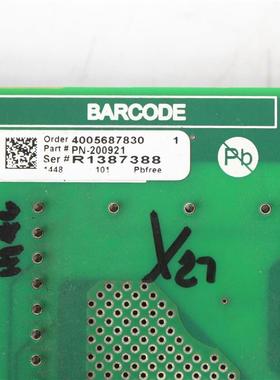 BARCODE
Order 4005687830 1
Part # PN-200921
Ser # R1387388
1448 101 Pbfree
Pb
X27